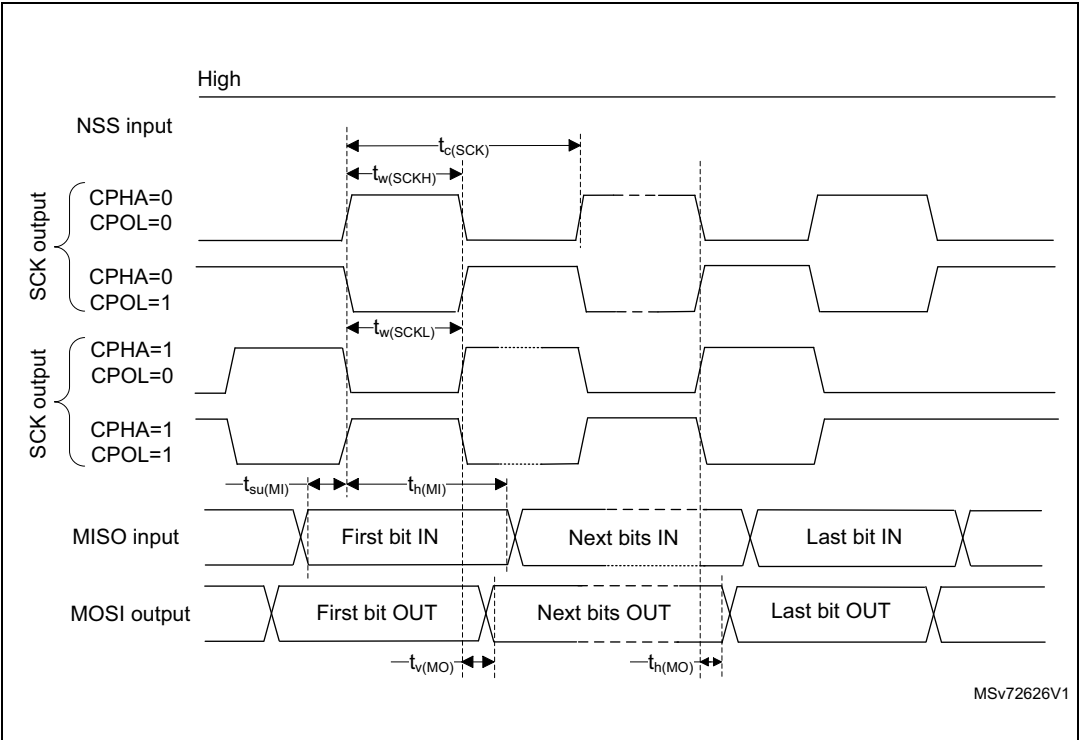 High
NSS input
tc(SCK)
tw(SCKH)
SCK output
CPHA=0
CPOL=0
CPHA=0
CPOL=1
tw(SCKL)
SCK output
CPHA=1
CPOL=0
CPHA=1
CPOL=1
tsu(MI)
th(MI)
MISO input
First bit IN
Next bits IN
Last bit IN
MOSI output
First bit OUT
Next bits OUT
Last bit OUT
tv(MO)
th(MO)
MSv72626V1